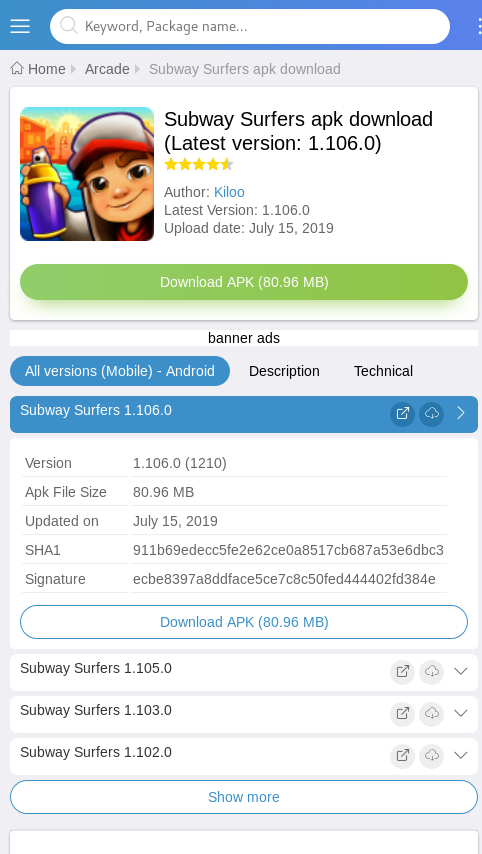 Keyword, Package name...
Home Arcade Subway Surfers apk download
Subway Surfers apk download
(Latest version: 1.106.0)
Author: Kiloo
Latest Version: 1.106.0
Upload date: July 15, 2019
Download APK (80.96 MB)
banner ads
All versions (Mobile) - Android Description Technical
Subway Surfers 1.106.0
Version 1.106.0 (1210)
Apk File Size 80.96 MB
Updated on July 15, 2019
SHA1 911b69edecc5fe2e62ce0a8517cb687a53e6dbc3
Signature ecbe8397a8ddface5ce7c8c50fed444402fd384e
Download APK (80.96 MB)
Subway Surfers 1.105.0
Subway Surfers 1.103.0
Subway Surfers 1.102.0
Show more